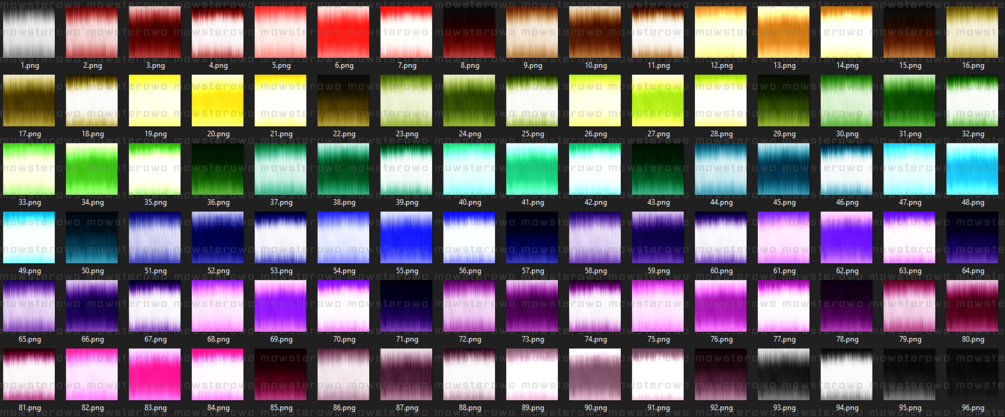 mowsterowo mowsterowo mowsterowo mowsterowo mowsterowo
1.png 2.png 3.png 4.png 5.png 6.png 7.png 8.png 9.png 10.png 11.png 12.png 13.png 14.png 15.png 16.png
17.png 18.png 19.png 20.png 21.png 22.png 23.png 24.png 25.png 26.png 27.png 28.png 29.png 30.png 31.png 32.png
33.png 34.png 35.png 36.png 37.png 38.png 39.png 40.png 41.png 42.png 43.png 44.png 45.png 46.png 47.png 48.png
49.png 50.png 51.png 52.png 53.png 54.png 55.png 56.png 57.png 58.png 59.png 60.png 61.png 62.png 63.png 64.png
65.png 66.png 67.png 68.png 69.png 70.png 71.png 72.png 73.png 74.png 75.png 76.png 77.png 78.png 79.png 80.png
81.png 82.png 83.png 84.png 85.png 86.png 87.png 88.png 89.png 90.png 91.png 92.png 93.png 94.png 95.png 96.png